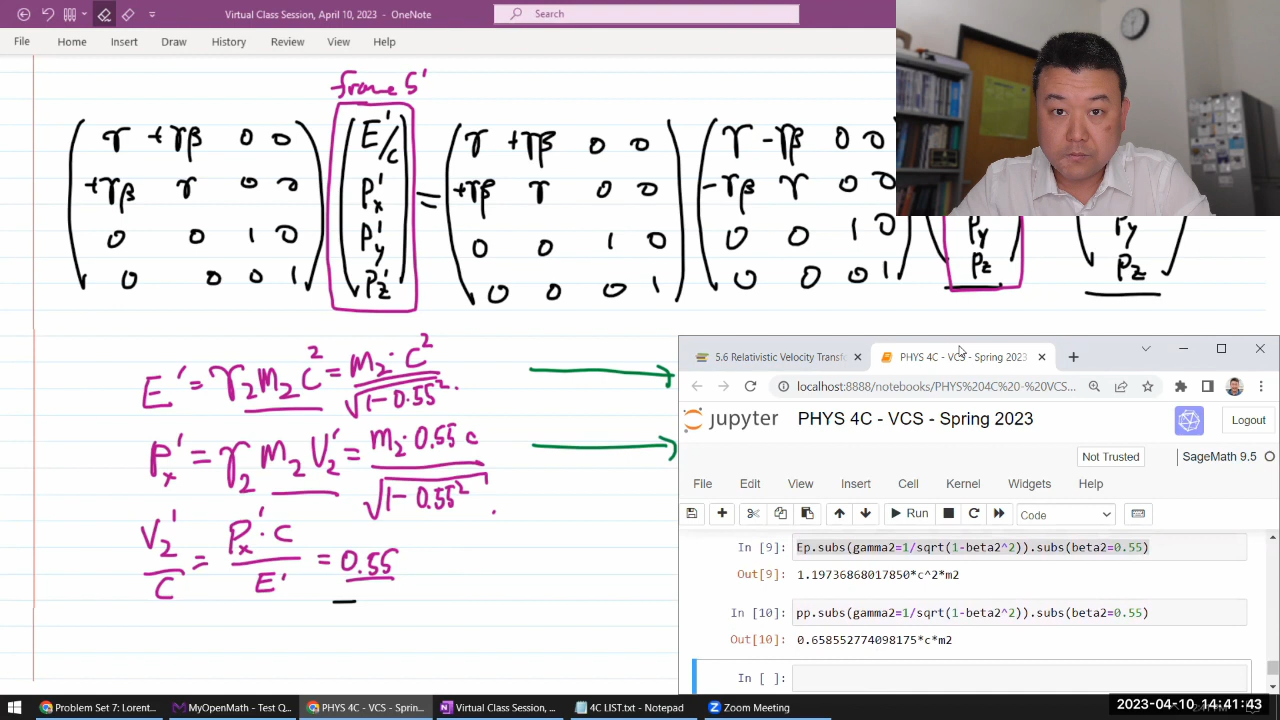 Virtual Class Session, April 10, 2023 - OneNote
Search
File Home Insert Draw History Review View Help
frame S'
γ +γβ 0 0 E'/c γ +γβ 0 0 γ -γβ 0 0
+γβ γ 0 0 Px' = +γβ γ 0 0 -γβ γ 0 0
0 0 1 0 Py' 0 0 1 0 0 0 1 0 Py Py
0 0 0 1 Pz' 0 0 0 1 0 0 0 1 Pz Pz
E' = γ2 m2 c² = m2 · c² / √1 - 0.55².
Px' = γ2 m2 V2' = m2 · 0.55 c / √1 - 0.55² .
V2' / c = Px' · c / E' = 0.55
5.6 Relativistic Velocity Transf
PHYS 4C - VCS - Spring 2023
localhost:8888/notebooks/PHYS%204C%20-%20VCS...
jupyter PHYS 4C - VCS - Spring 2023 Logout
Not Trusted SageMath 9.5
File Edit View Insert Cell Kernel Widgets Help
Run Code
In [9]: Ep.subs(gamma2=1/sqrt(1-beta2^2)).subs(beta2=0.55)
Out[9]: 1.19736868017850*c^2*m2
In [10]: pp.subs(gamma2=1/sqrt(1-beta2^2)).subs(beta2=0.55)
Out[10]: 0.658552774098175*c*m2
In [ ]:
Problem Set 7: Lorent... MyOpenMath - Test Q... PHYS 4C - VCS - Sprin... Virtual Class Session, ... 4C LIST.txt - Notepad Zoom Meeting
2023-04-10 14:41:43